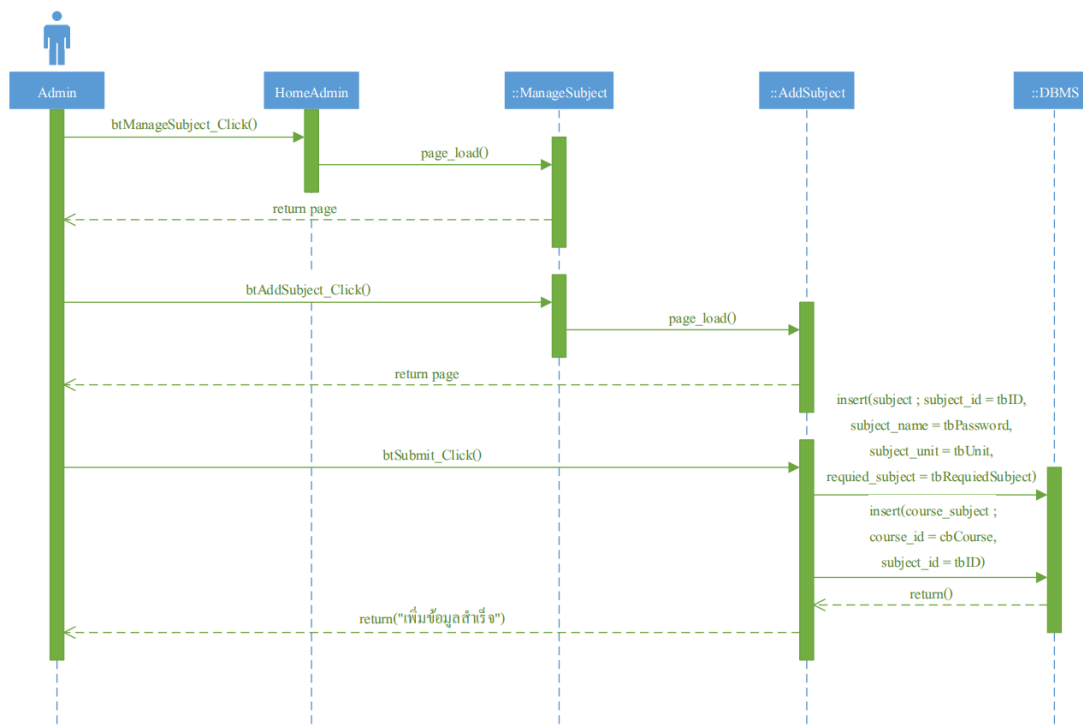 Admin
HomeAdmin
::ManageSubject
::AddSubject
::DBMS
btManageSubject_Click()
page_load()
return page
btAddSubject_Click()
page_load()
return page
insert(subject ; subject_id = tbID,
subject_name = tbPassword,
subject_unit = tbUnit,
requied_subject = tbRequiedSubject)
btSubmit_Click()
insert(course_subject ;
course_id = cbCourse,
subject_id = tbID)
return()
return("เพิ่มข้อมูลสำเร็จ")